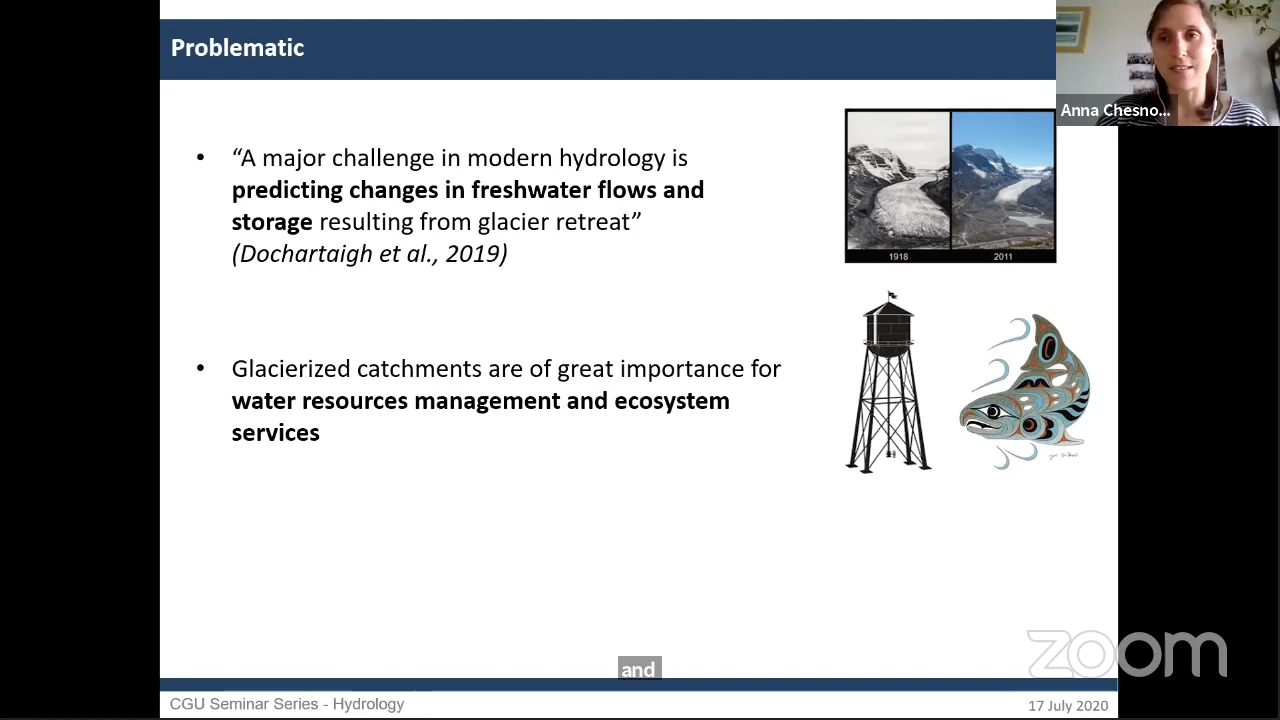 Problematic
Anna Chesno...
• “A major challenge in modern hydrology is
predicting changes in freshwater flows and
storage resulting from glacier retreat”
(Dochartaigh et al., 2019)
1918
2011
• Glacierized catchments are of great importance for
water resources management and ecosystem
services
and
zoom
CGU Seminar Series - Hydrology
17 July 2020